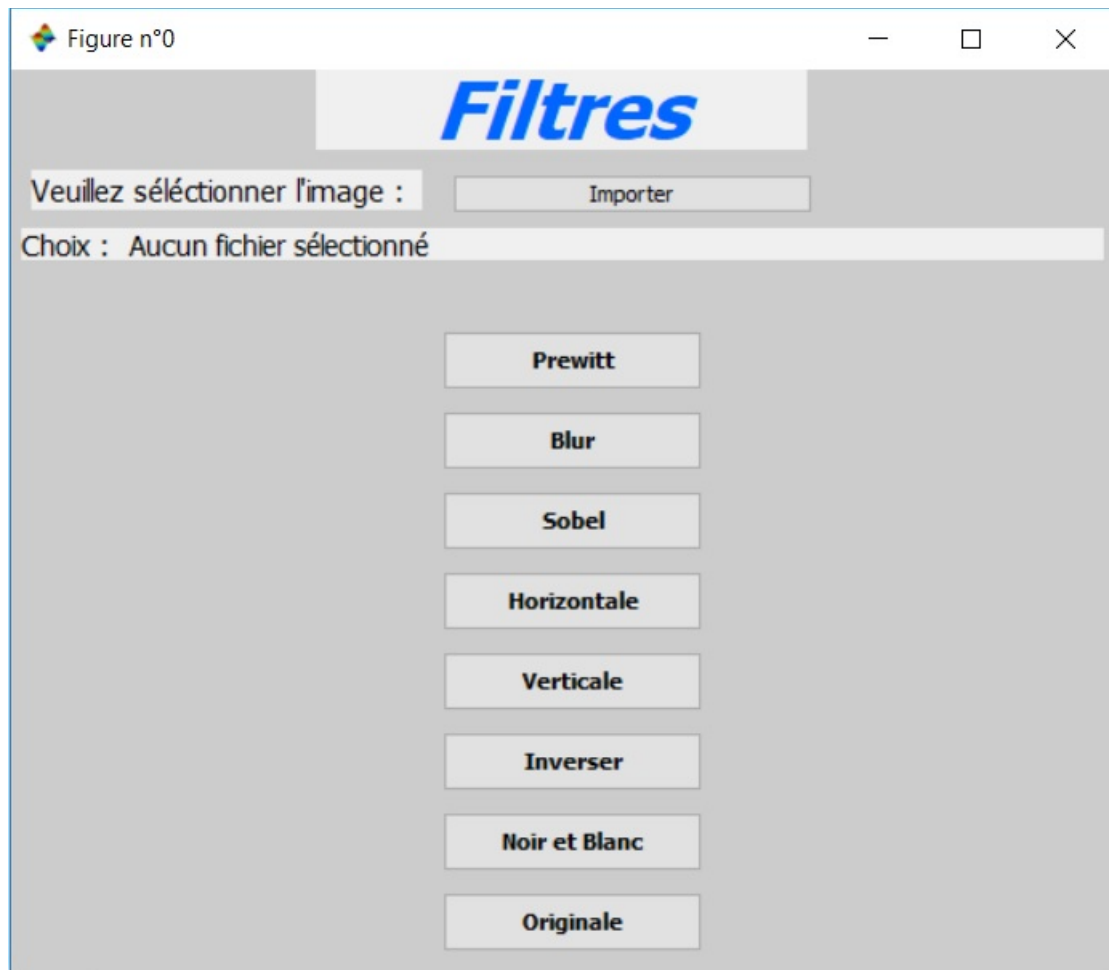 Figure n°0
Filtres
Veuillez séléctionner l'image :
Importer
Choix : Aucun fichier sélectionné
Prewitt
Blur
Sobel
Horizontale
Verticale
Inverser
Noir et Blanc
Originale